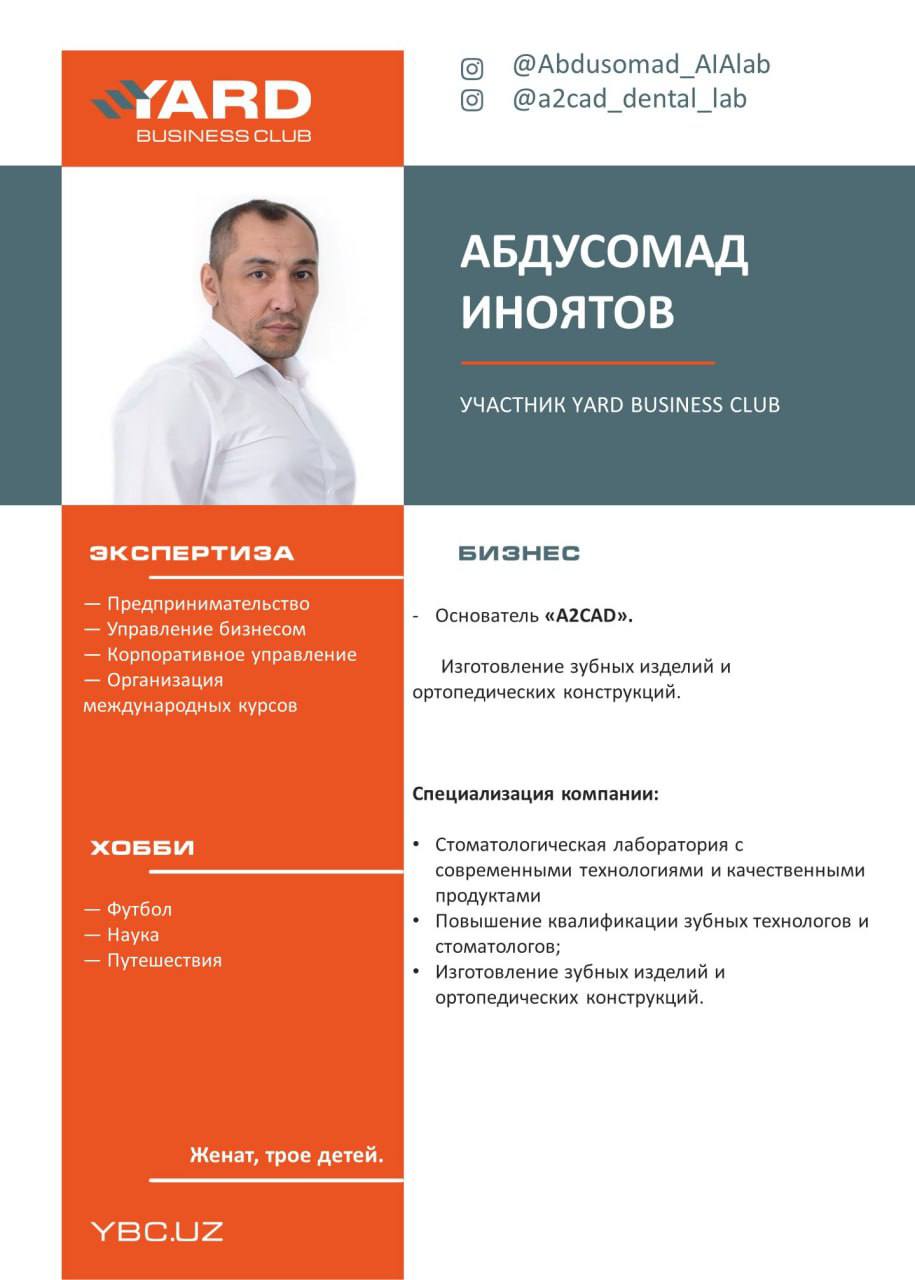 YARD
BUSINESS CLUB
@Abdusomad_AlAlab
@a2cad_dental_lab
АБДУСОМАД
ИНОЯТОВ
УЧАСТНИК YARD BUSINESS CLUB
ЭКСПЕРТИЗА
— Предпринимательство
— Управление бизнесом
— Корпоративное управление
— Организация
международных курсов
ХОББИ
— Футбол
— Наука
— Путешествия
Женат, трое детей.
YBC.UZ
БИЗНЕС
- Основатель «A2CAD».
Изготовление зубных изделий и
ортопедических конструкций.
Специализация компании:
• Стоматологическая лаборатория с
современными технологиями и качественными
продуктами
• Повышение квалификации зубных технологов и
стоматологов;
• Изготовление зубных изделий и
ортопедических конструкций.